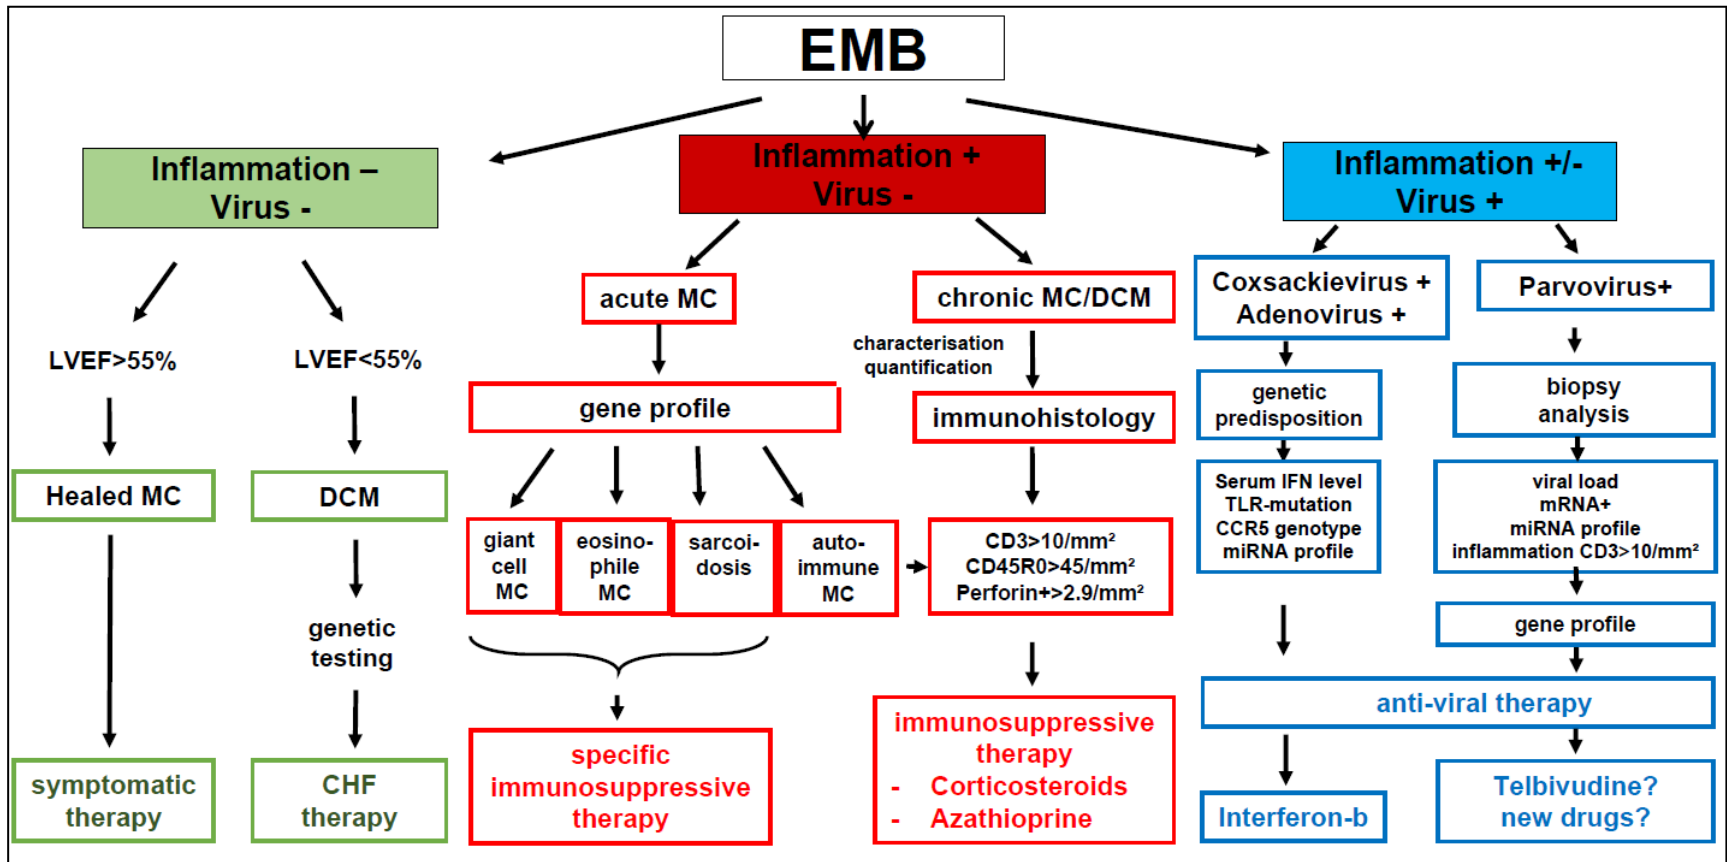 EMB
Inflammation –
Virus -
Inflammation +
Virus -
Inflammation +/-
Virus +
LVEF>55%
Healed MC
symptomatic
therapy
LVEF<55%
DCM
genetic
testing
CHF
therapy
acute MC
gene profile
giant
cell
MC
eosino-
phile
MC
sarcoi-
dosis
auto-
immune
MC
specific
immunosuppressive
therapy
chronic MC/DCM
characterisation
quantification
immunohistology
CD3>10/mm²
CD45R0>45/mm²
Perforin+>2.9/mm²
immunosuppressive
therapy
- Corticosteroids
- Azathioprine
Coxsackievirus +
Adenovirus +
genetic
predisposition
Serum IFN level
TLR-mutation
CCR5 genotype
miRNA profile
Parvovirus+
biopsy
analysis
viral load
mRNA+
miRNA profile
inflammation CD3>10/mm²
gene profile
anti-viral therapy
Interferon-b
Telbivudine?
new drugs?